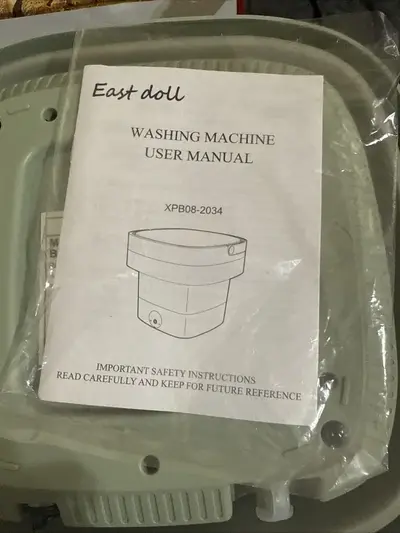 East doll
WASHING MACHINE
USER MANUAL
XPB08-2034
IMPORTANT SAFETY INSTRUCTIONS
READ CAREFULLY AND KEEP FOR FUTURE REFERENCE